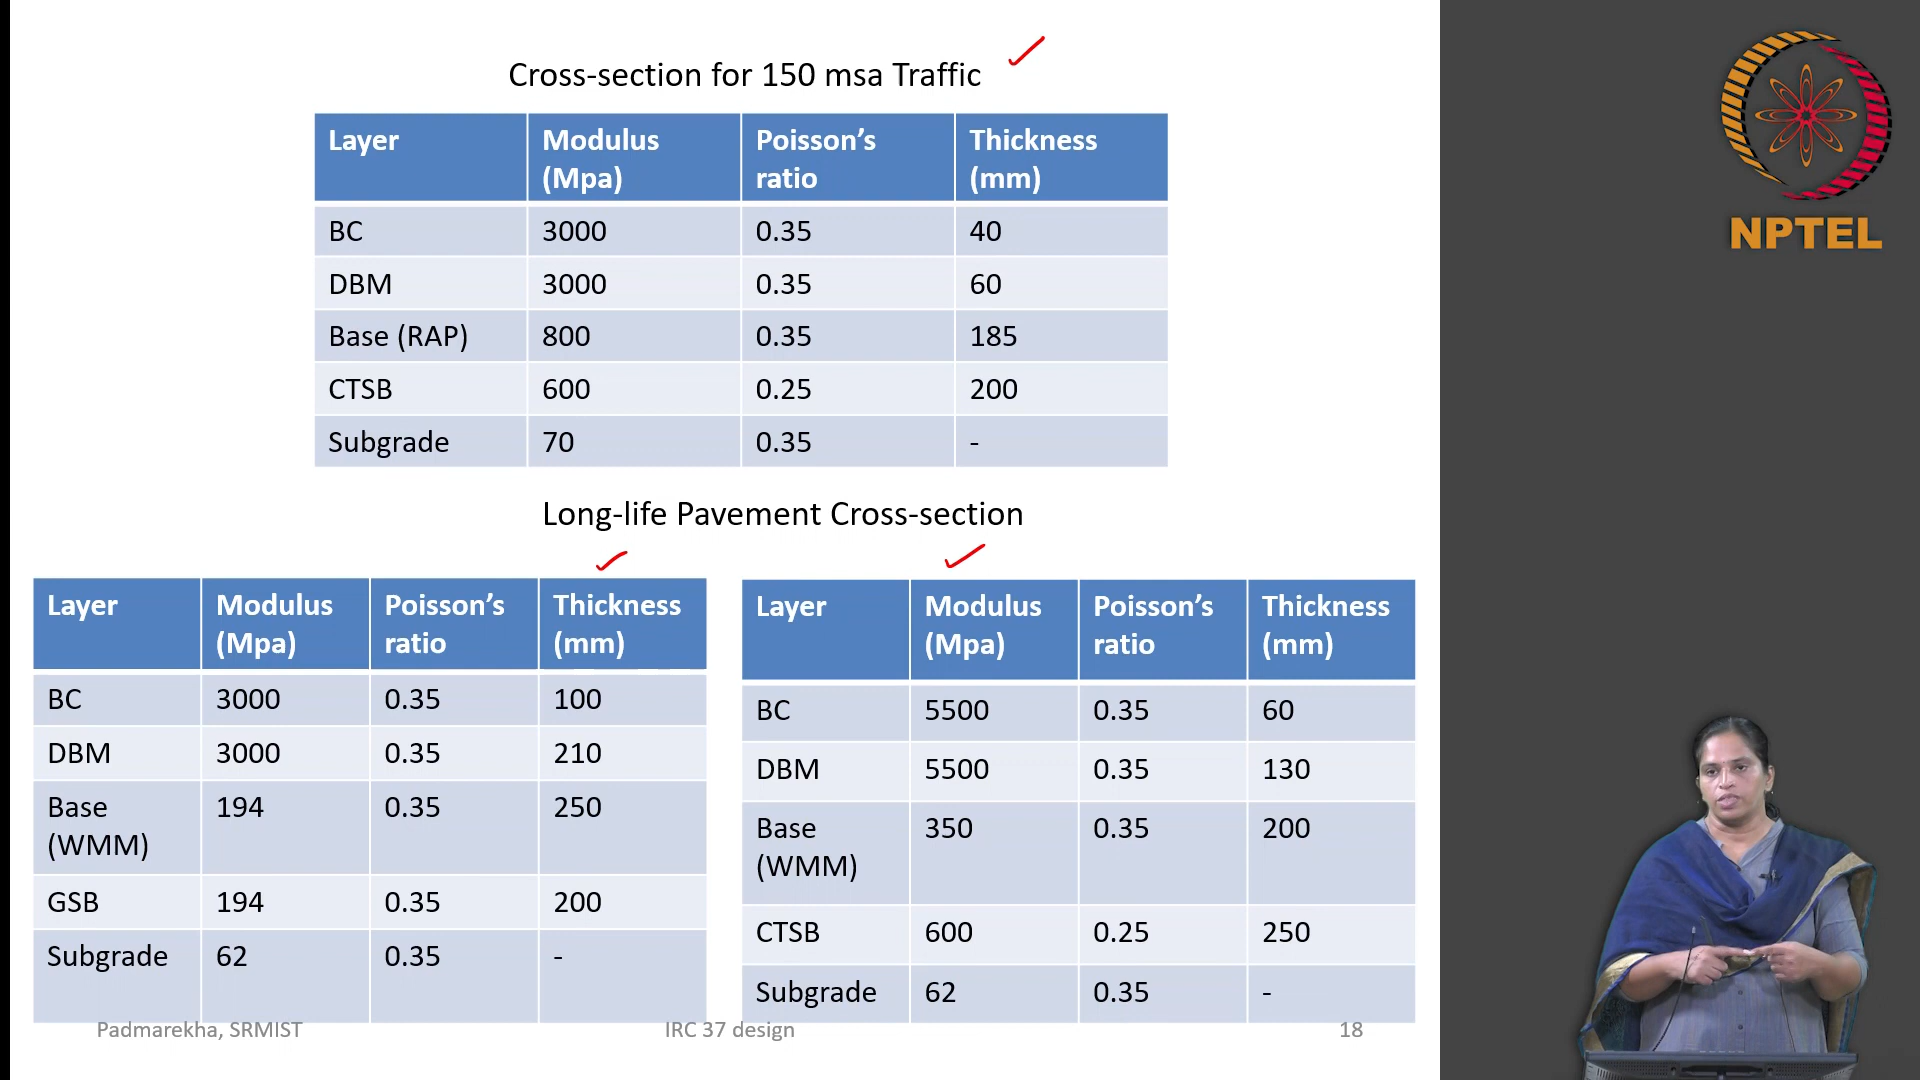 Cross-section for 150 msa Traffic
Layer Modulus (Mpa) Poisson's ratio Thickness (mm)
BC 3000 0.35 40
DBM 3000 0.35 60
Base (RAP) 800 0.35 185
CTSB 600 0.25 200
Subgrade 70 0.35 -
Long-life Pavement Cross-section
Layer Modulus (Mpa) Poisson's ratio Thickness (mm)
BC 3000 0.35 100
DBM 3000 0.35 210
Base (WMM) 194 0.35 250
GSB 194 0.35 200
Subgrade 62 0.35 -
Layer Modulus (Mpa) Poisson's ratio Thickness (mm)
BC 5500 0.35 60
DBM 5500 0.35 130
Base (WMM) 350 0.35 200
CTSB 600 0.25 250
Subgrade 62 0.35 -
Padmarekha, SRMIST IRC 37 design 18
NPTEL